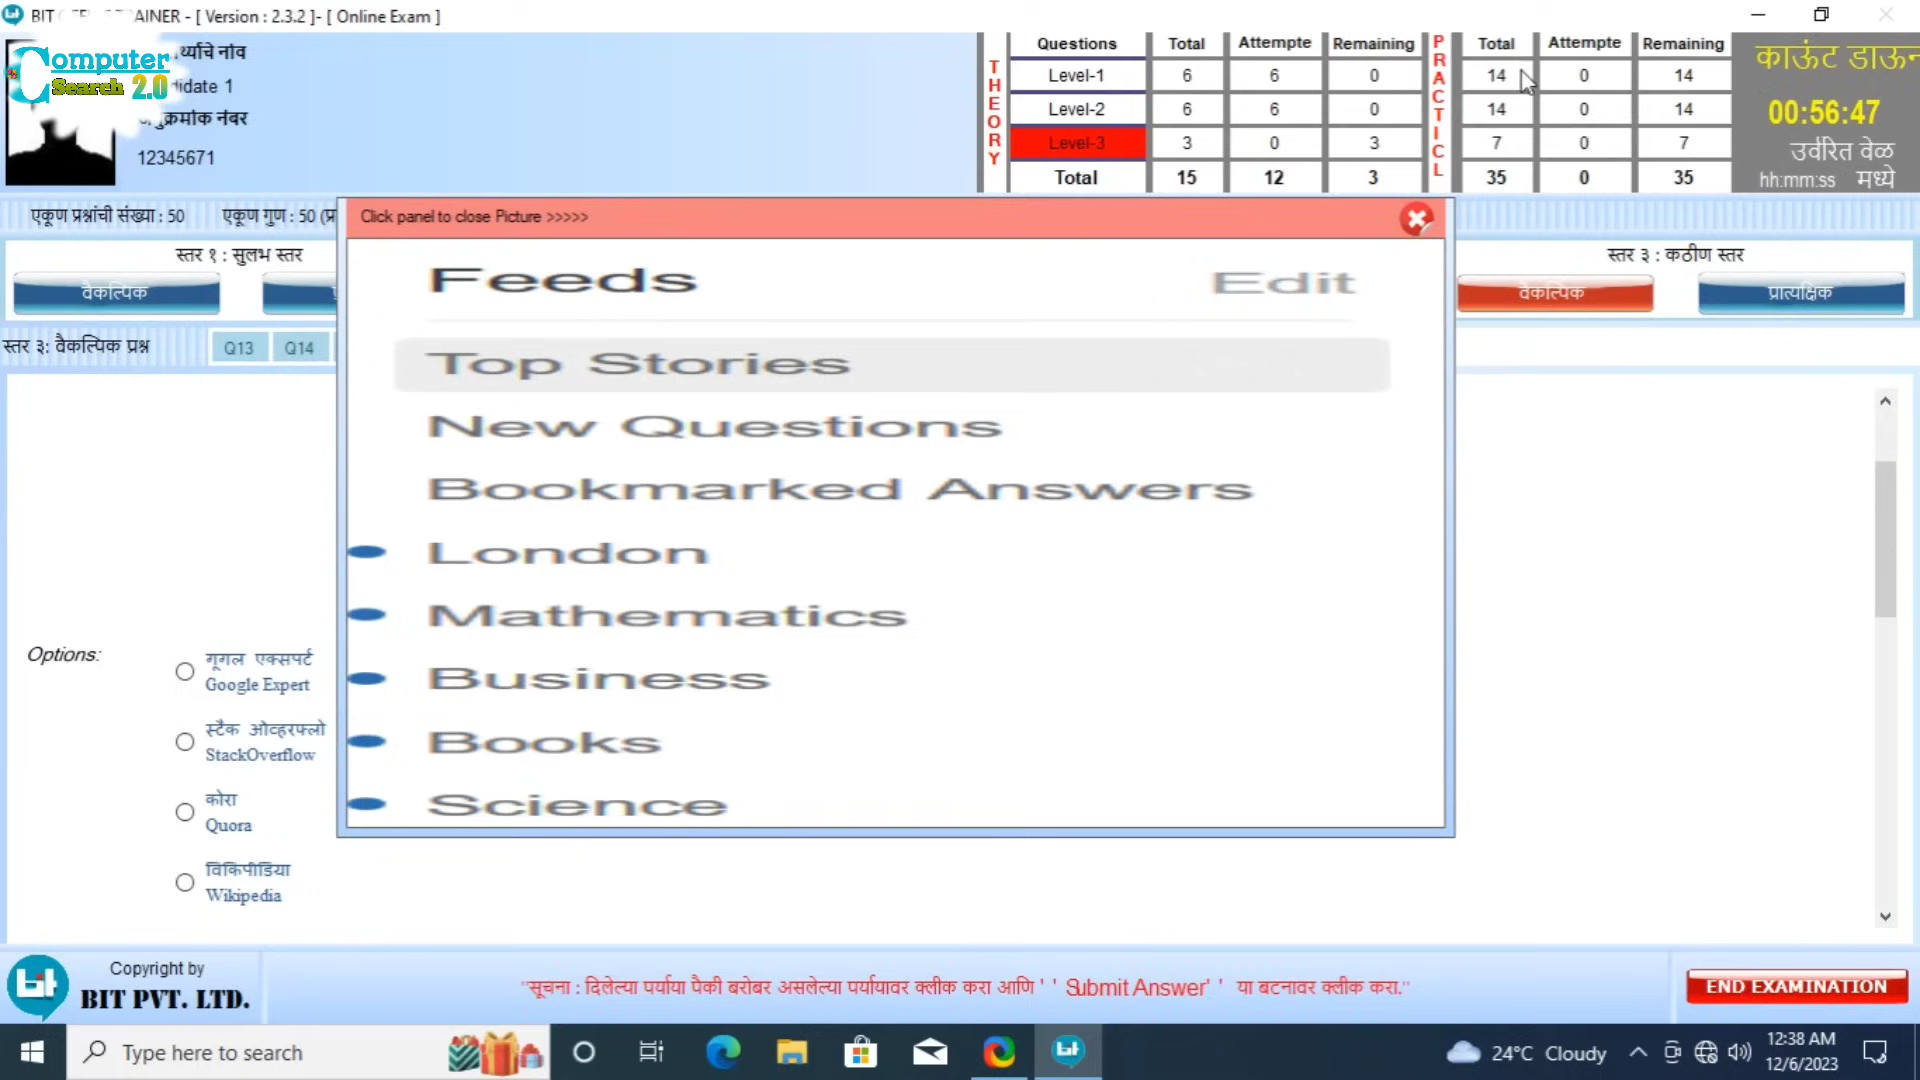 BIT
TRAINER - [ Version : 2.3.2 ]- [ Online Exam ]
Computer
Search 2.0
नांव
Candidate 1
नंबर
12345671
THEORY
Questions Total Attempte Remaining
Level-1 6 6 0
Level-2 6 6 0
Level-3 3 0 3
Total 15 12 3
PRACTICL
Total Attempte Remaining
14 0 14
14 0 14
7 0 7
35 0 35
काऊंट डाऊन
00:56:47
उर्वरित वेळ
hh:mm:ss मध्ये
एकूण प्रश्नांची संख्या : 50 एकूण गुण : 50 (प्र
Click panel to close Picture >>>>>
स्तर १ : सुलभ स्तर
वैकल्पिक
स्तर ३ : कठीण स्तर
वैकल्पिक प्रात्यक्षिक
स्तर ३: वैकल्पिक प्रश्न Q13 Q14
Feeds Edit
Top Stories
New Questions
Bookmarked Answers
London
Mathematics
Business
Books
Science
Options:
गूगल एक्सपर्ट
Google Expert
स्टैक ओव्हरफ्लो
StackOverflow
कोरा
Quora
विकिपीडिया
Wikipedia
Copyright by
BIT PVT. LTD.
"सूचना : दिलेल्या पर्याया पैकी बरोबर असलेल्या पर्यायावर क्लीक करा आणि ' ' Submit Answer' ' या बटनावर क्लीक करा."
END EXAMINATION
Type here to search
24°C Cloudy
12:38 AM
12/6/2023